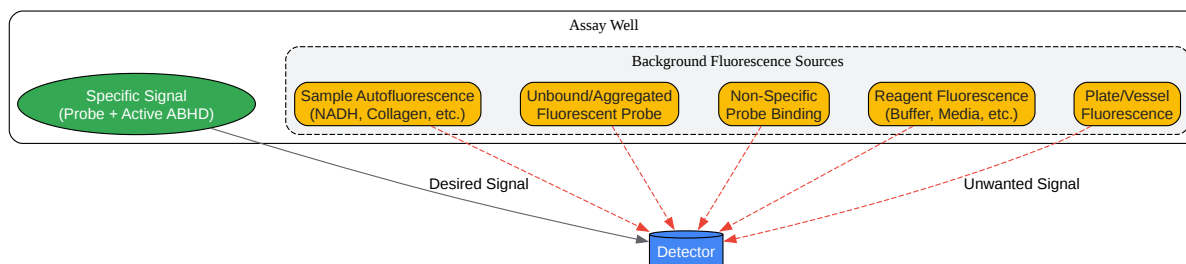 Assay Well
Background Fluorescence Sources
Specific Signal
(Probe + Active ABHD)
Sample Autofluorescence
(NADH, Collagen, etc.)
Unbound/Aggregated
Fluorescent Probe
Non-Specific
Probe Binding
Reagent Fluorescence
(Buffer, Media, etc.)
Plate/Vessel
Fluorescence
Desired Signal
Unwanted Signal
Detector